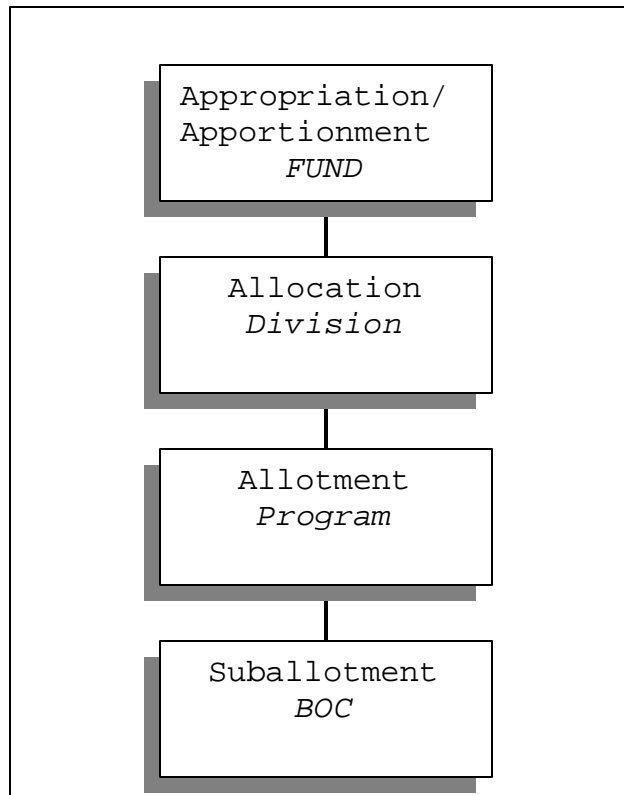 Appropriation/
Apportionment
FUND
Allocation
Division
Allotment
Program
Suballotment
BOC